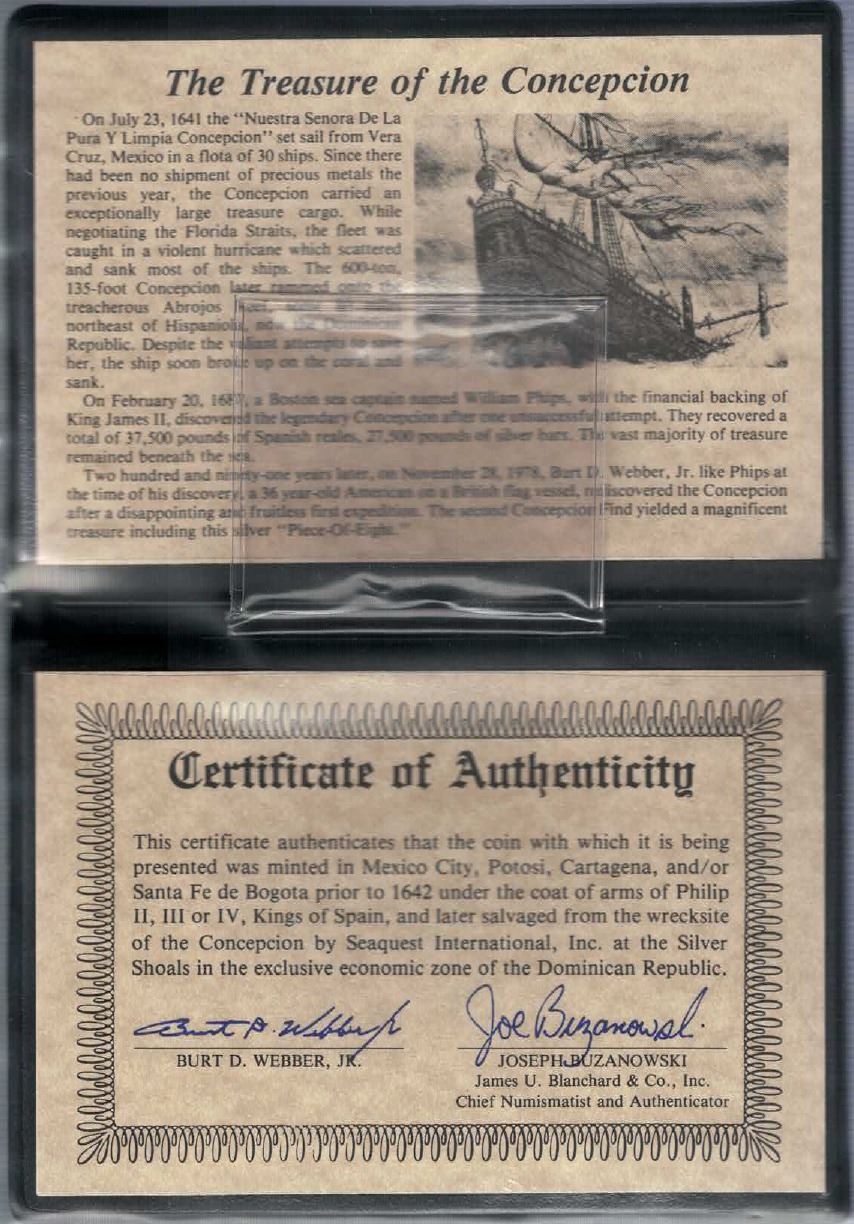 The Treasure of the Concepcion
On July 23, 1641 the "Nuestra Senora De La
Pura Y Limpia Concepcion" set sail from Vera
Cruz, Mexico in a flota of 30 ships. Since there
had been no shipment of precious metals the
previous year, the Concepcion carried an
exceptionally large treasure cargo. While
negotiating the Florida Straits, the fleet was
caught in a violent hurricane which scattered
and sank most of the ships. The 600-ton,
135-foot Concepcion later rammed onto the
treacherous Abrojos
northeast of Hispaniola, now the Dominican
Republic. Despite the valiant attempts to save
her, the ship soon broke up on the coral and
sank.
On February 20, 1687, a Boston sea captain named William Phips, with the financial backing of
King James II, discovered the legendary Concepcion after one unsuccessful attempt. They recovered a
total of 37,500 pounds of Spanish reales, 27,500 pounds of silver bars. The vast majority of treasure
remained beneath the sea.
Two hundred and ninety-one years later, on November 28, 1978, Burt D. Webber, Jr. like Phips at
the time of his discovery, a 36 year-old American on a British flag vessel, rediscovered the Concepcion
after a disappointing and fruitless first expedition. The second Concepcion Find yielded a magnificent
treasure including this silver "Piece-Of-Eight."
Certificate of Authenticity
This certificate authenticates that the coin with which it is being
presented was minted in Mexico City, Potosi, Cartagena, and/or
Santa Fe de Bogota prior to 1642 under the coat of arms of Philip
II, III or IV, Kings of Spain, and later salvaged from the wrecksite
of the Concepcion by Seaquest International, Inc. at the Silver
Shoals in the exclusive economic zone of the Dominican Republic.
Burt D. Webber Jr
Joe Buzanowski
BURT D. WEBBER, JR.
JOSEPH BUZANOWSKI
James U. Blanchard & Co., Inc.
Chief Numismatist and Authenticator